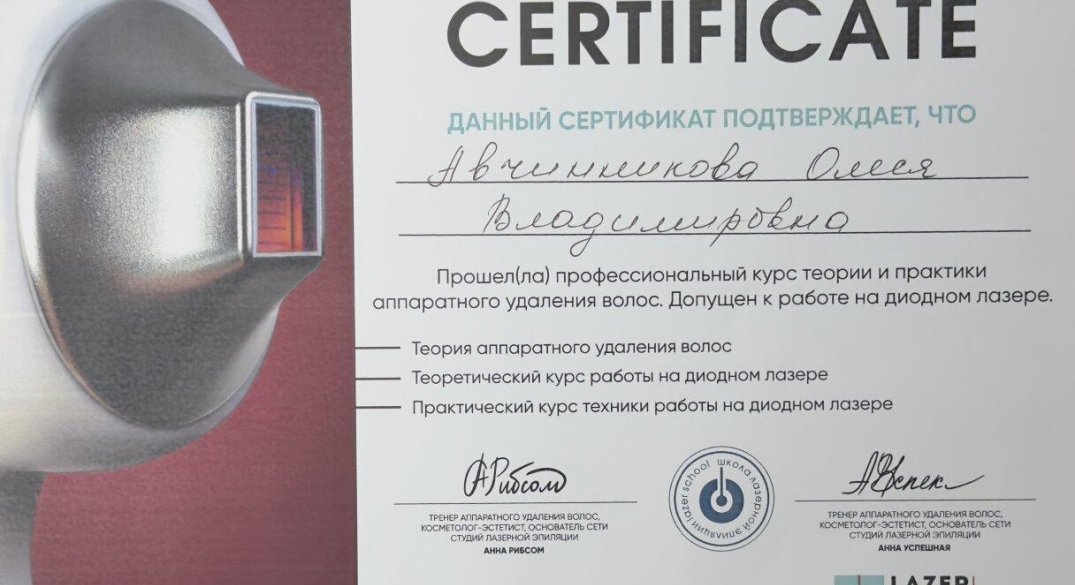 CERTIFICATE
ДАННЫЙ СЕРТИФИКАТ ПОДТВЕРЖДАЕТ, ЧТО
Авчинникова Олеся
Владимировна
Прошел(ла) профессиональный курс теории и практики
аппаратного удаления волос. Допущен к работе на диодном лазере.
Теория аппаратного удаления волос
Теоретический курс работы на диодном лазере
Практический курс техники работы на диодном лазере
АРибсом
lazer school школа лазерной эпиляции
ТРЕНЕР АППАРАТНОГО УДАЛЕНИЯ ВОЛОС,
КОСМЕТОЛОГ-ЭСТЕТИСТ, ОСНОВАТЕЛЬ СЕТИ
СТУДИЙ ЛАЗЕРНОЙ ЭПИЛЯЦИИ
АННА РИБСОМ
ТРЕНЕР АППАРАТНОГО УДАЛЕНИЯ ВОЛОС,
КОСМЕТОЛОГ-ЭСТЕТИСТ, ОСНОВАТЕЛЬ СЕТИ
СТУДИЙ ЛАЗЕРНОЙ ЭПИЛЯЦИИ
АННА УСПЕШНАЯ
LAZER